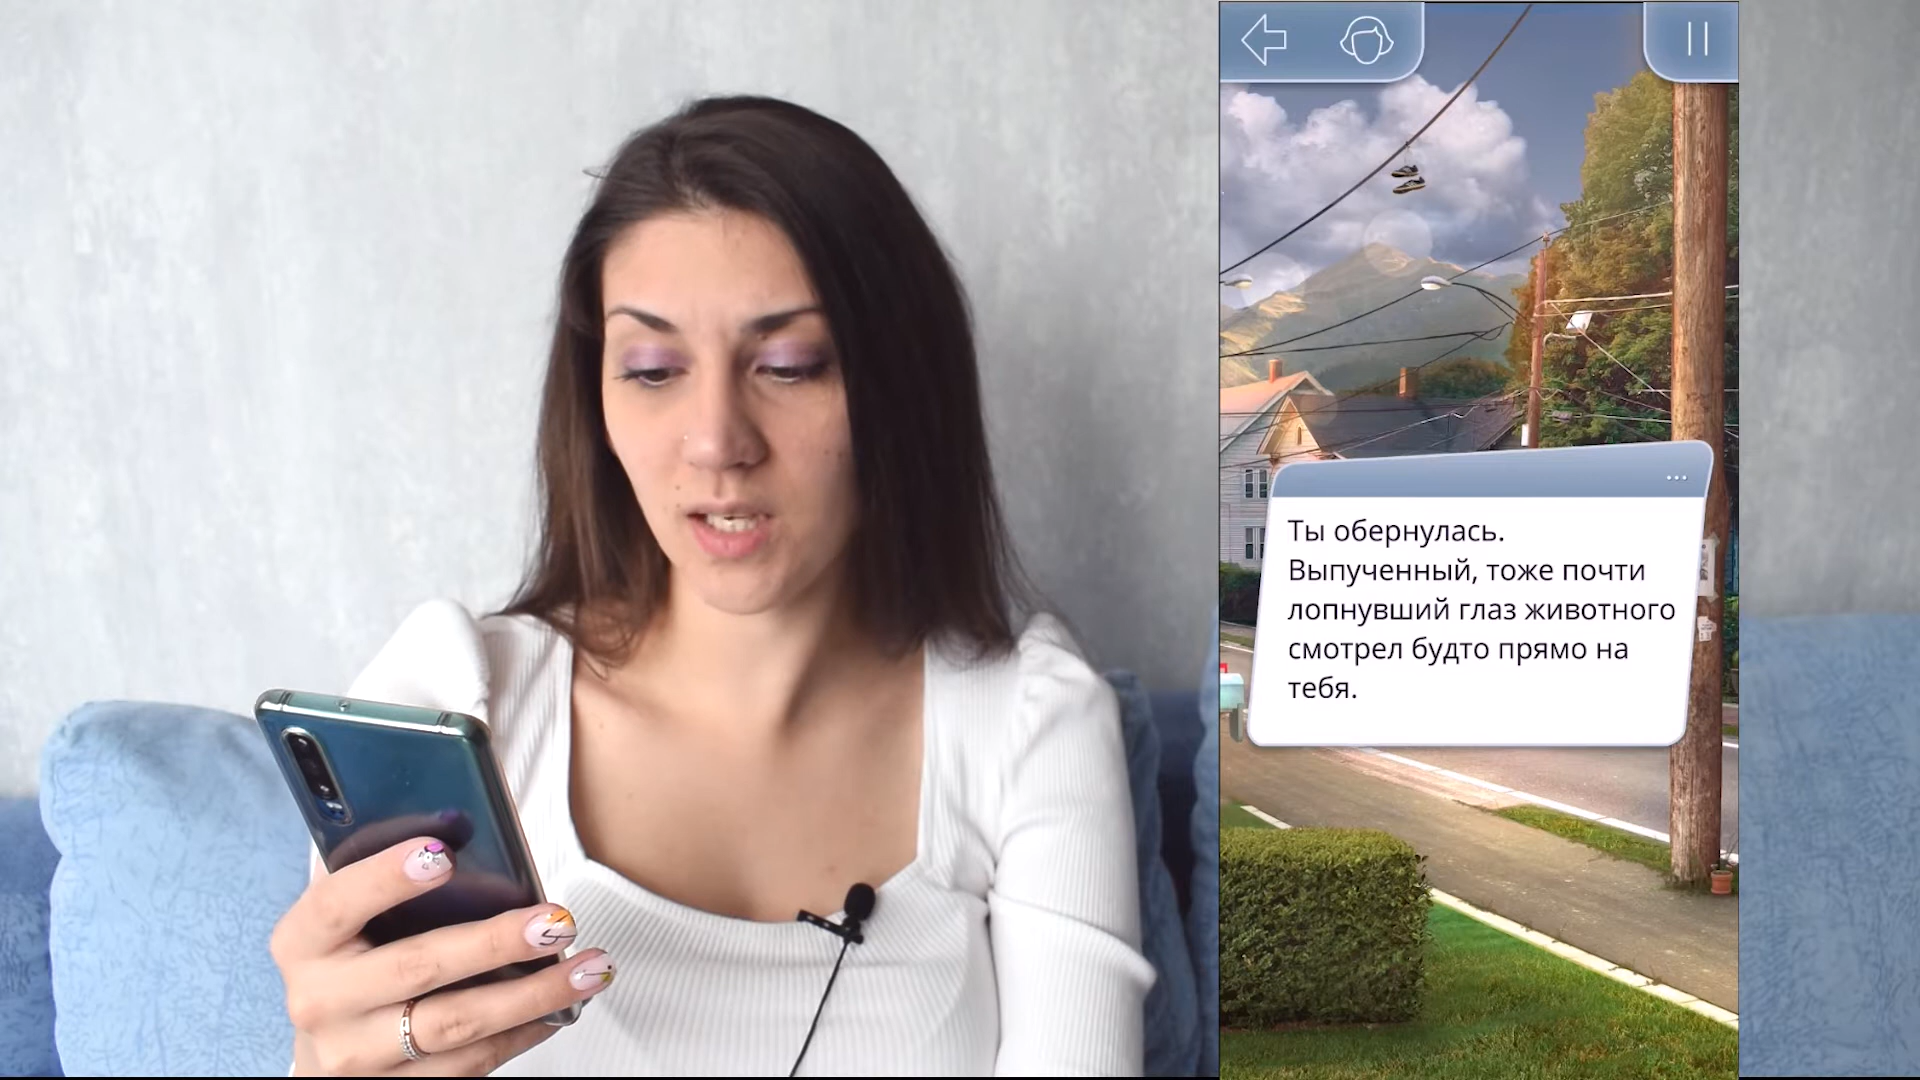 Ты обернулась.
Выпученный, тоже почти
лопнувший глаз животного
смотрел будто прямо на
тебя.